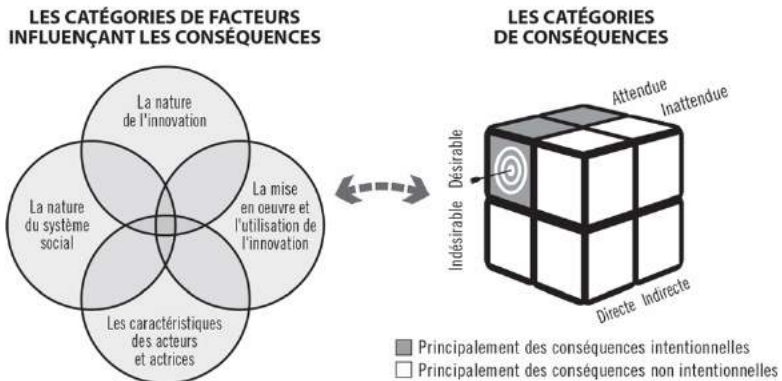 LES CATÉGORIES DE FACTEURS
INFLUENÇANT LES CONSÉQUENCES
La nature
de l'innovation
La nature
du système
social
La mise
en oeuvre et
l'utilisation de
l'innovation
Les caractéristiques
des acteurs
et actrices
LES CATÉGORIES
DE CONSÉQUENCES
Attendue
Inattendue
Désirable
Indésirable
Directe Indirecte
Principalement des conséquences intentionnelles
Principalement des conséquences non intentionnelles